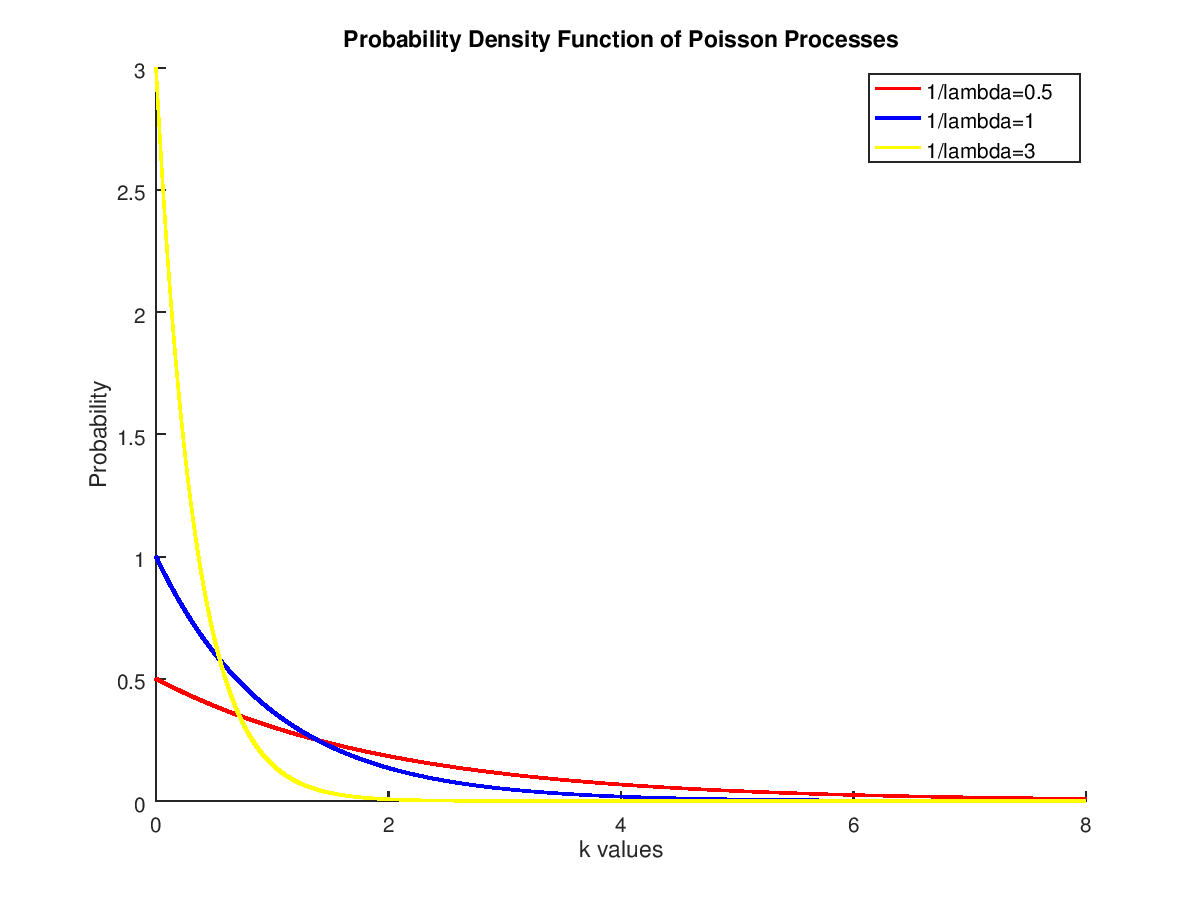 Probability Density Function of Poisson Processes
1/lambda=0.5
1/lambda=1
1/lambda=3
3
2.5
2
1.5
1
0.5
0
Probability
0 2 4 6 8
k values